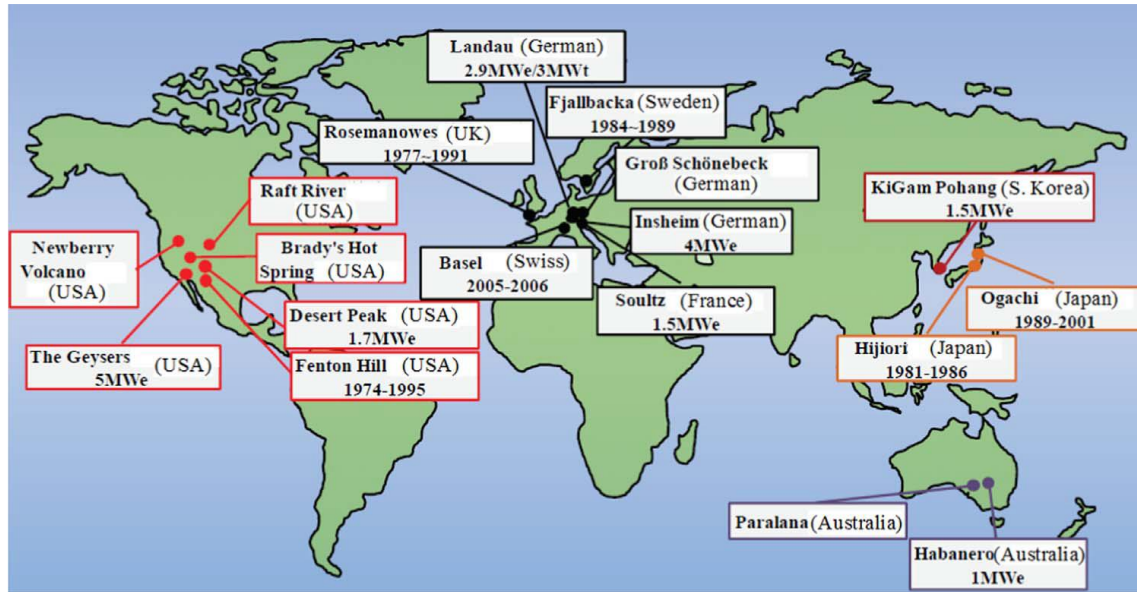 Landau (German)
2.9MWe/3MWt
Fjallbacka (Sweden)
1984~1989
Rosemanowes (UK)
1977~1991
Groß Schönebeck
(German)
Raft River
(USA)
KiGam Pohang (S. Korea)
1.5MWe
Newberry
Volcano
(USA)
Brady's Hot
Spring (USA)
Insheim (German)
4MWe
Basel (Swiss)
2005-2006
Soultz (France)
1.5MWe
Ogachi (Japan)
1989-2001
Desert Peak (USA)
1.7MWe
Hijiori (Japan)
1981-1986
The Geysers (USA)
5MWe
Fenton Hill (USA)
1974-1995
Paralana (Australia)
Habanero(Australia)
1MWe